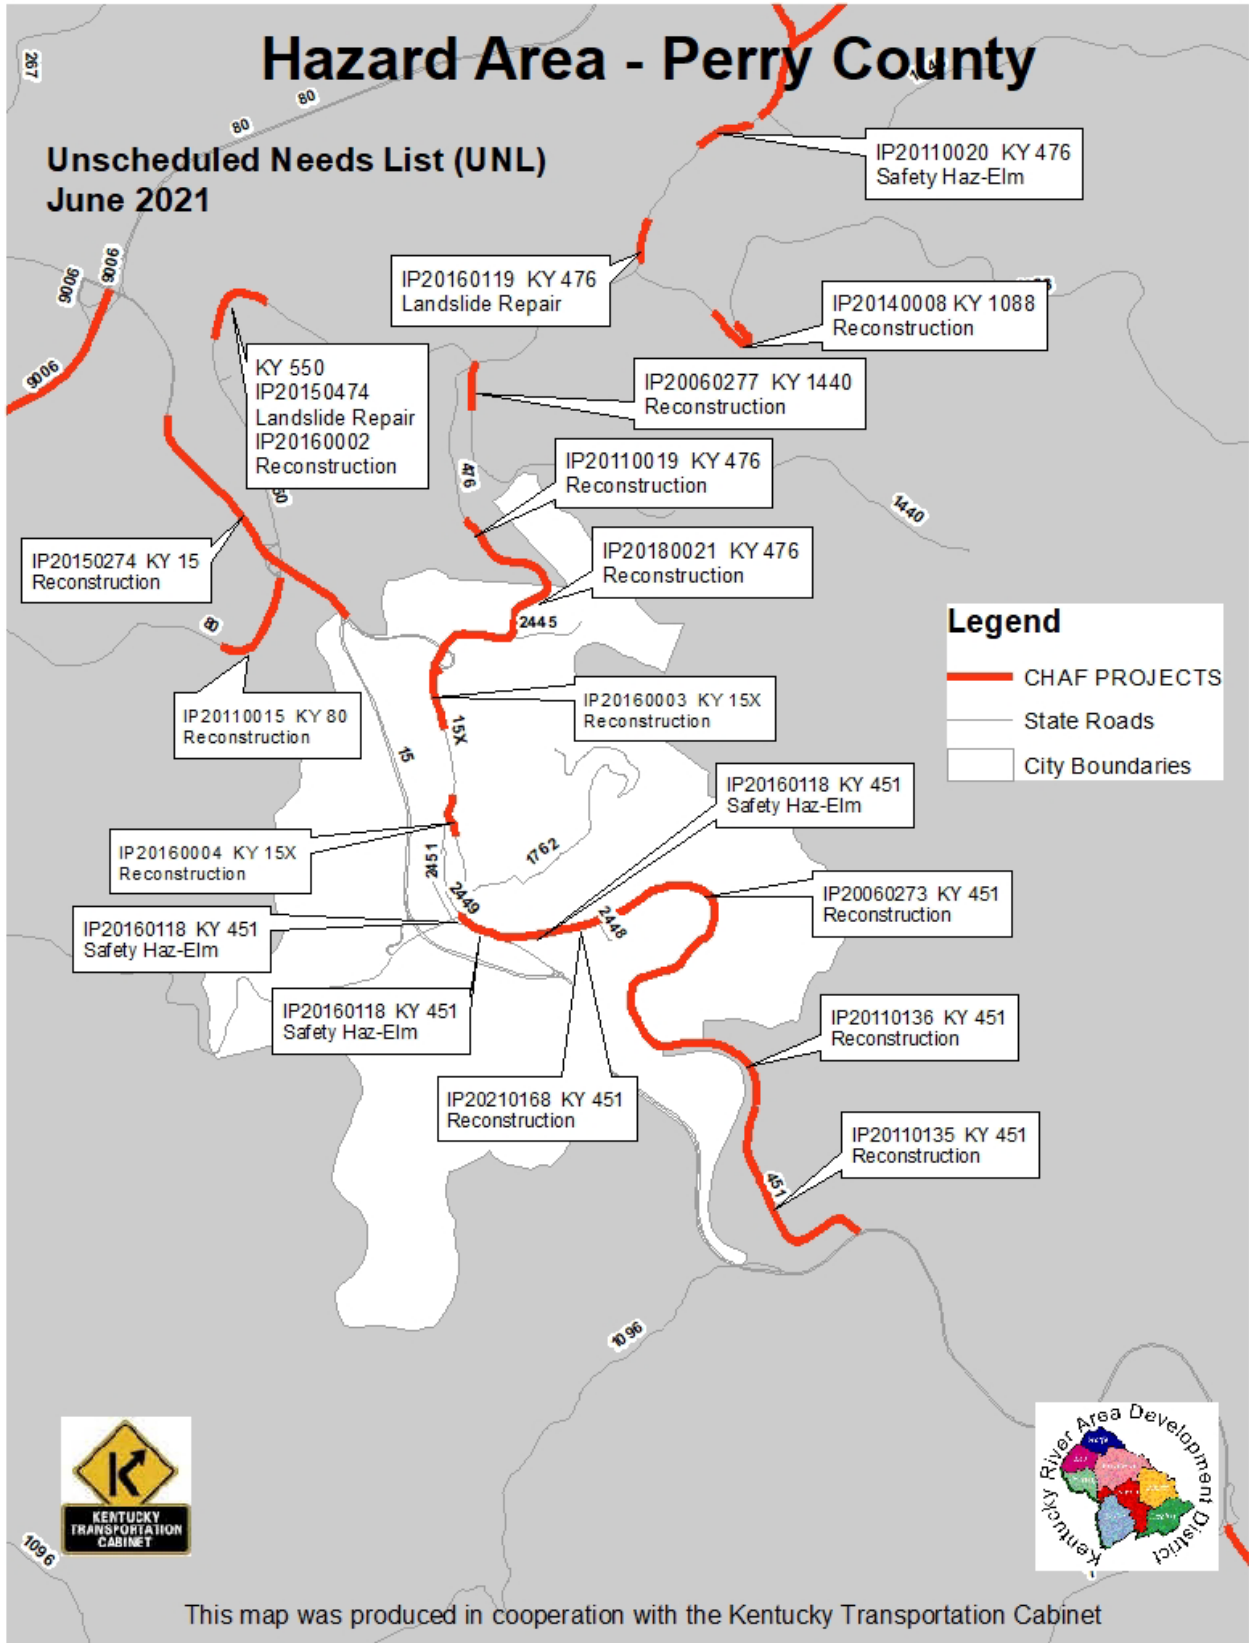 Hazard Area - Perry County
Unscheduled Needs List (UNL)
June 2021
267
80
80
IP20110020 KY 476
Safety Haz-Elm
9006
9006
9006
IP20160119 KY 476
Landslide Repair
IP20140008 KY 1088
Reconstruction
KY 550
IP20150474
Landslide Repair
IP20160002
Reconstruction
IP20060277 KY 1440
Reconstruction
476
IP20110019 KY 476
Reconstruction
1440
IP20150274 KY 15
Reconstruction
IP20180021 KY 476
Reconstruction
2445
80
Legend
CHAF PROJECTS
State Roads
City Boundaries
IP20110015 KY 80
Reconstruction
IP20160003 KY 15X
Reconstruction
15X
15
IP20160118 KY 451
Safety Haz-Elm
IP20160004 KY 15X
Reconstruction
2451
1762
2449
2448
IP20060273 KY 451
Reconstruction
IP20160118 KY 451
Safety Haz-Elm
IP20160118 KY 451
Safety Haz-Elm
IP20110136 KY 451
Reconstruction
IP20210168 KY 451
Reconstruction
IP20110135 KY 451
Reconstruction
451
1096
1096
KENTUCKY
TRANSPORTATION
CABINET
Kentucky River Area Development District
This map was produced in cooperation with the Kentucky Transportation Cabinet